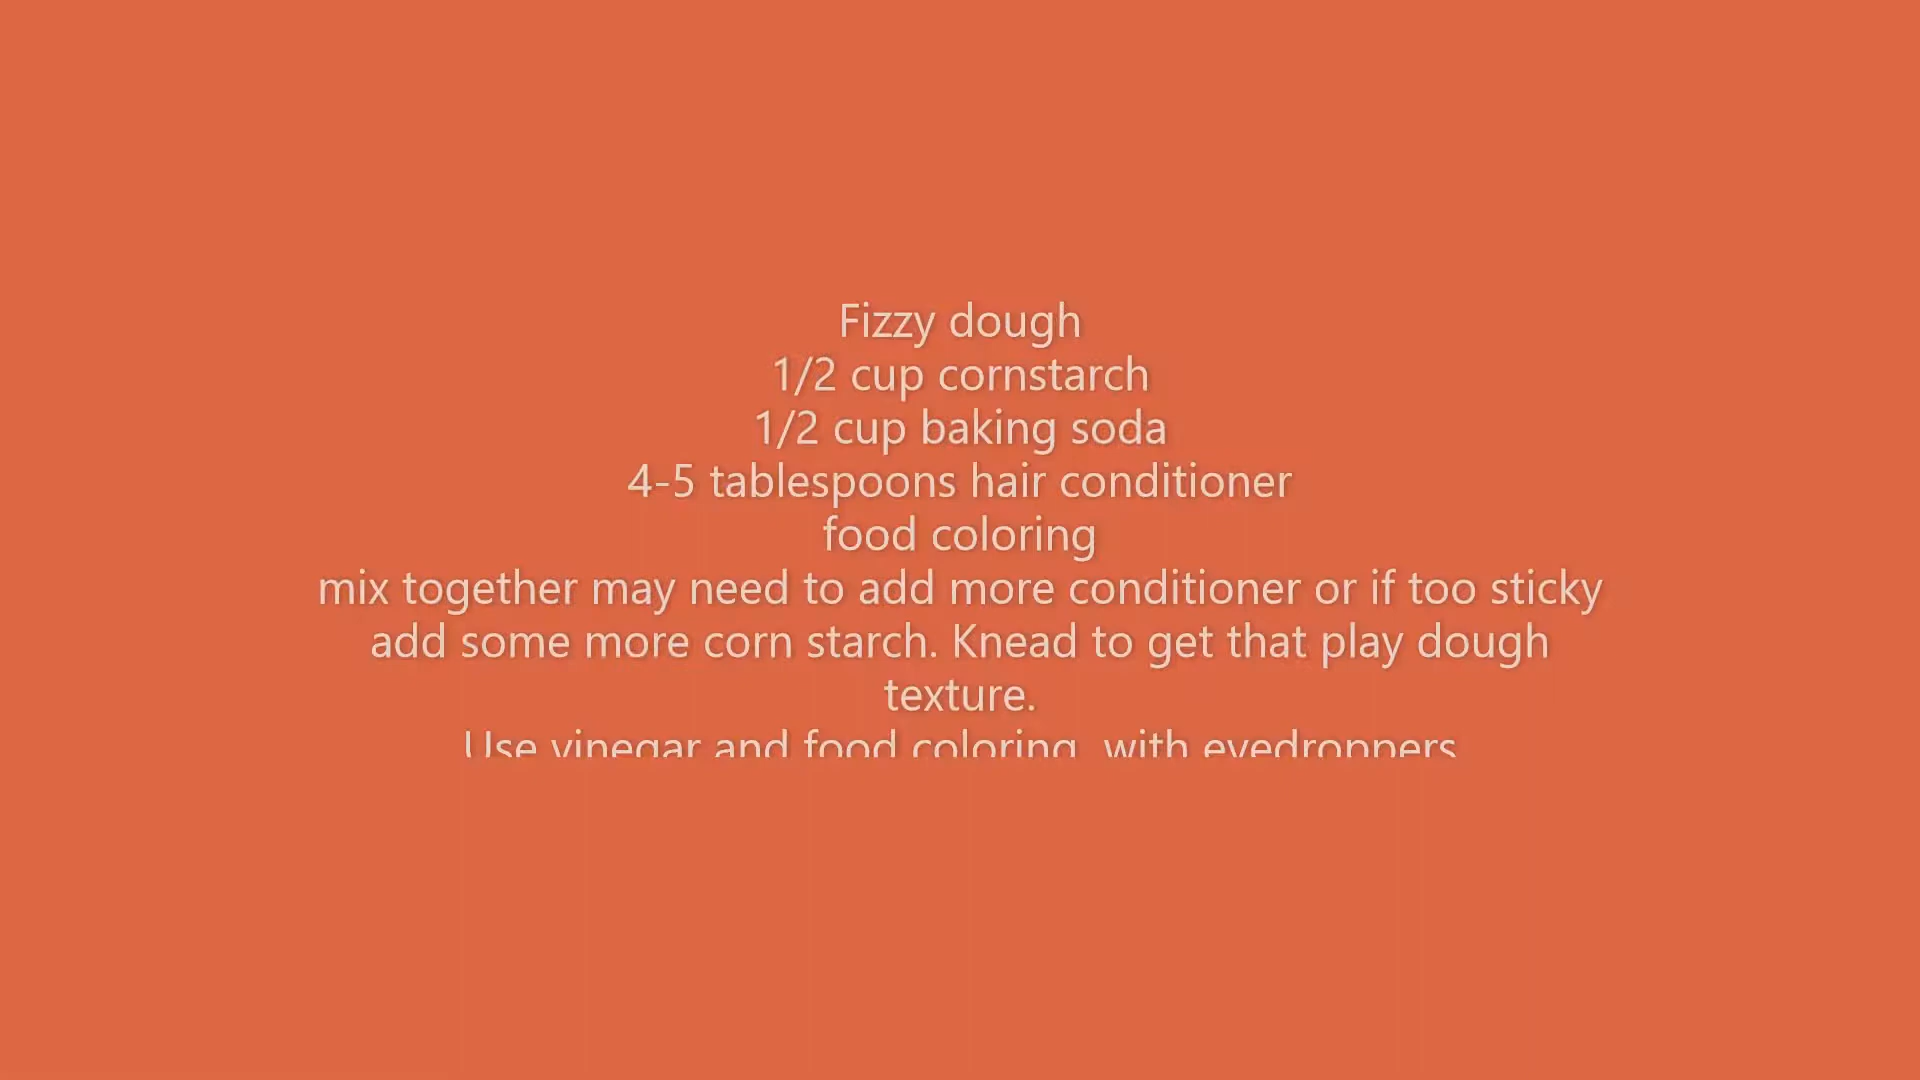 Fizzy dough
1/2 cup cornstarch
1/2 cup baking soda
4-5 tablespoons hair conditioner
food coloring
mix together may need to add more conditioner or if too sticky
add some more corn starch. Knead to get that play dough
texture.
Use vinegar and food coloring  with eyedroppers